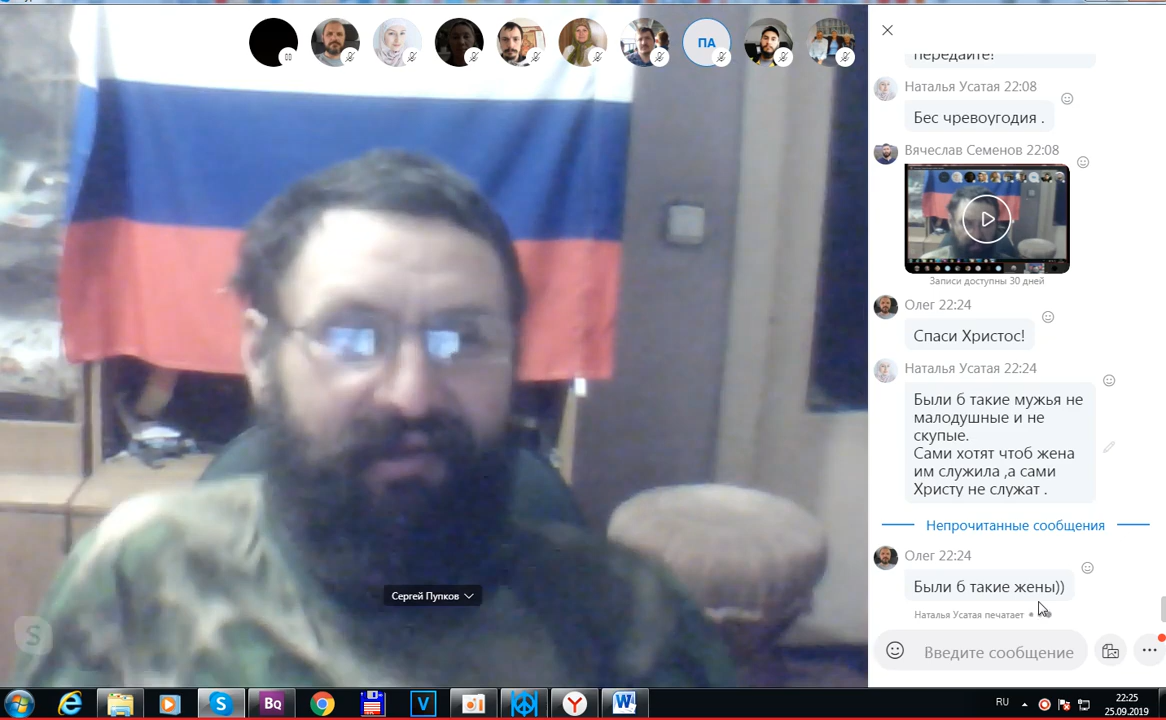 ПА
Сергей Пупков
передайте!
Наталья Усатая 22:08
Бес чревоугодия .
Вячеслав Семенов 22:08
Записи доступны 30 дней
Олег 22:24
Спаси Христос!
Наталья Усатая 22:24
Были б такие мужья не
малодушные и не
скупые.
Сами хотят чтоб жена
им служила ,а сами
Христу не служат .
Непрочитанные сообщения
Олег 22:24
Были б такие жены))
Наталья Усатая печатает
Введите сообщение
S
e
S
Bq
V
Y
W
RU
22:25
25.09.2019